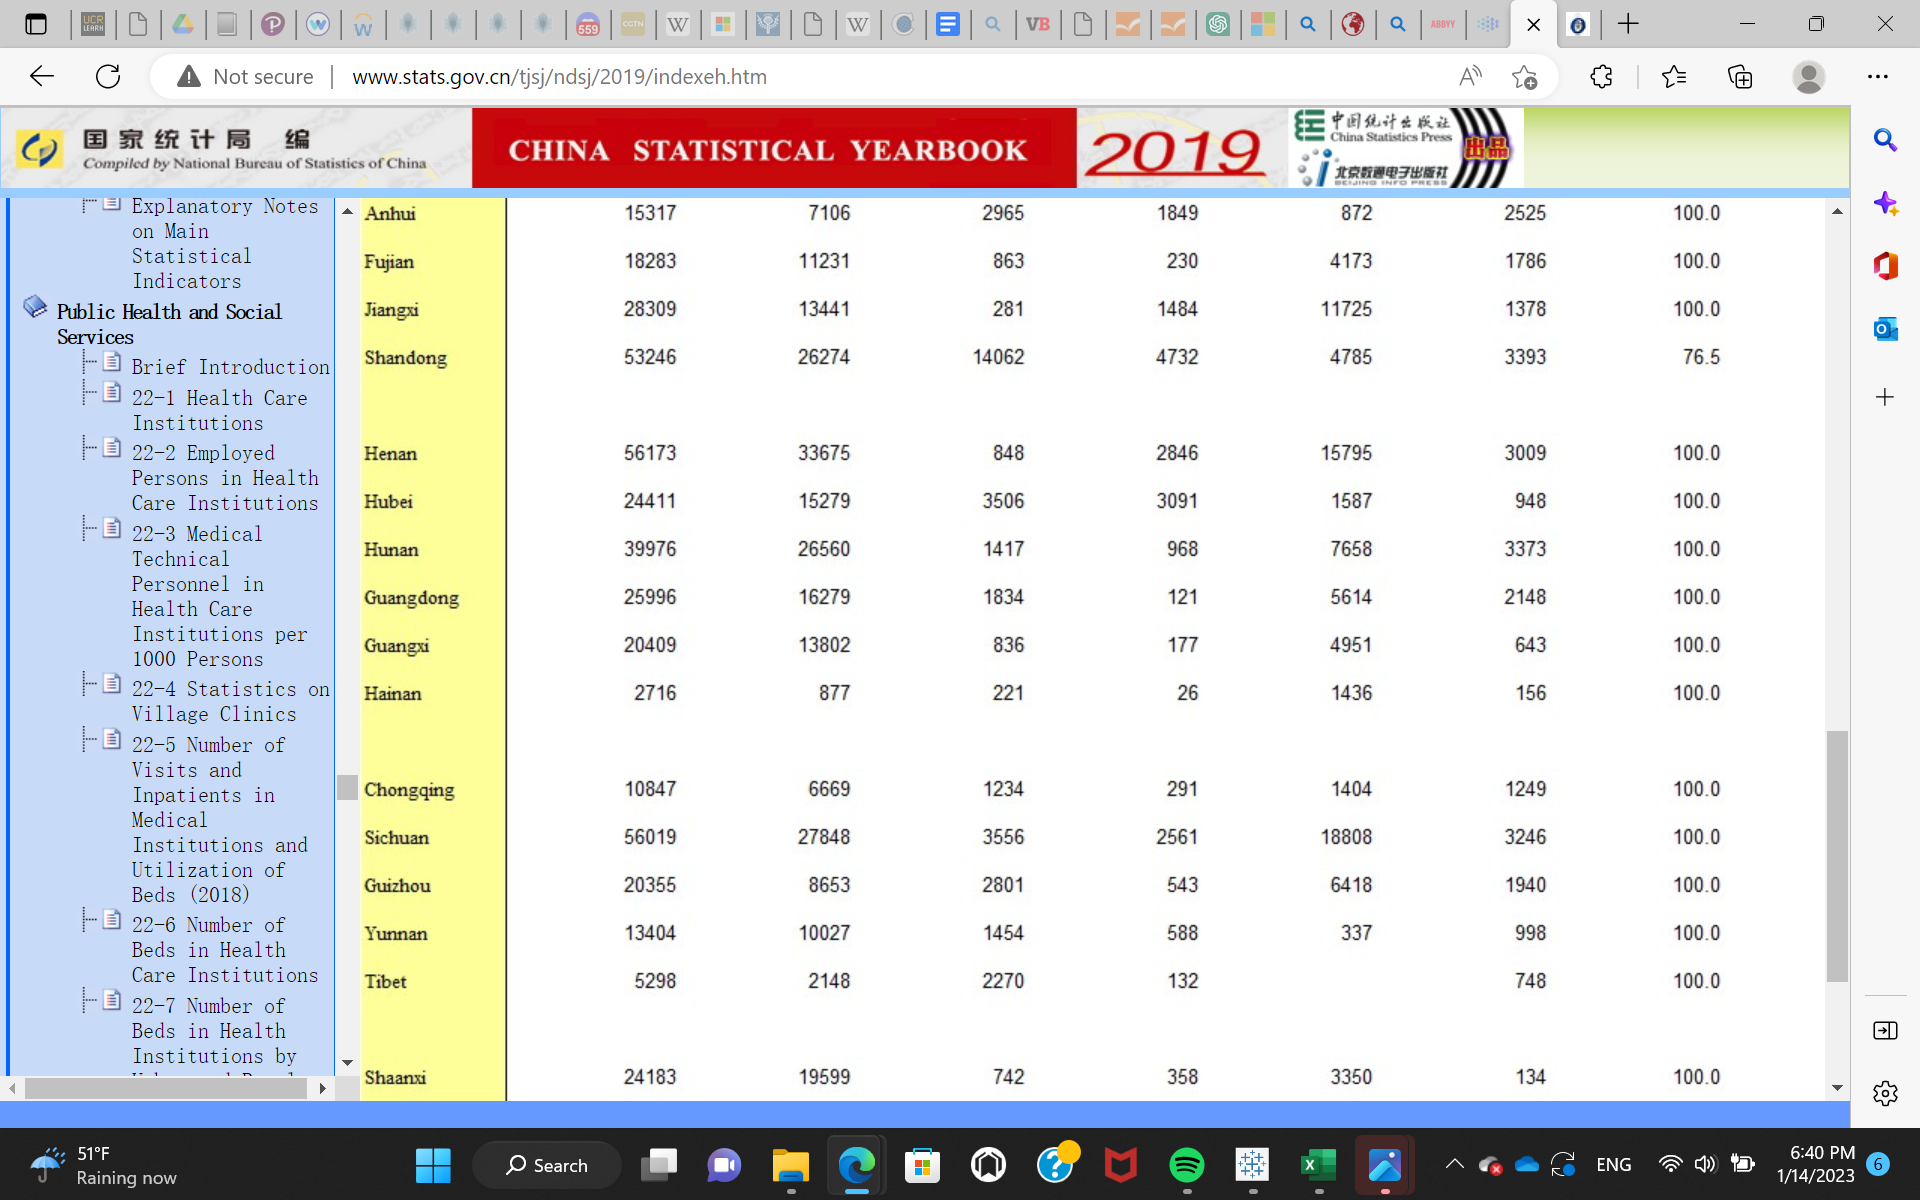 UCR
LEARN
559
CCTN
W
W
VB
ABBYY
Not secure
www.stats.gov.cn/tjsj/ndsj/2019/indexeh.htm
国家统计局 编
Compiled by National Bureau of Statistics of China
CHINA STATISTICAL YEARBOOK
2019
中国统计出版社
China Statistics Press
北京数通电子出版社
BEIJING INFO PRESS
出品
Explanatory Notes
on Main
Statistical
Indicators
Public Health and Social
Services
Brief Introduction
22-1 Health Care
Institutions
22-2 Employed
Persons in Health
Care Institutions
22-3 Medical
Technical
Personnel in
Health Care
Institutions per
1000 Persons
22-4 Statistics on
Village Clinics
22-5 Number of
Visits and
Inpatients in
Medical
Institutions and
Utilization of
Beds (2018)
22-6 Number of
Beds in Health
Care Institutions
22-7 Number of
Beds in Health
Institutions by
Anhui 15317 7106 2965 1849 872 2525 100.0
Fujian 18283 11231 863 230 4173 1786 100.0
Jiangxi 28309 13441 281 1484 11725 1378 100.0
Shandong 53246 26274 14062 4732 4785 3393 76.5
Henan 56173 33675 848 2846 15795 3009 100.0
Hubei 24411 15279 3506 3091 1587 948 100.0
Hunan 39976 26560 1417 968 7658 3373 100.0
Guangdong 25996 16279 1834 121 5614 2148 100.0
Guangxi 20409 13802 836 177 4951 643 100.0
Hainan 2716 877 221 26 1436 156 100.0
Chongqing 10847 6669 1234 291 1404 1249 100.0
Sichuan 56019 27848 3556 2561 18808 3246 100.0
Guizhou 20355 8653 2801 543 6418 1940 100.0
Yunnan 13404 10027 1454 588 337 998 100.0
Tibet 5298 2148 2270 132 748 100.0
Shaanxi 24183 19599 742 358 3350 134 100.0
51°F
Raining now
Search
ENG
6:40 PM
1/14/2023
6